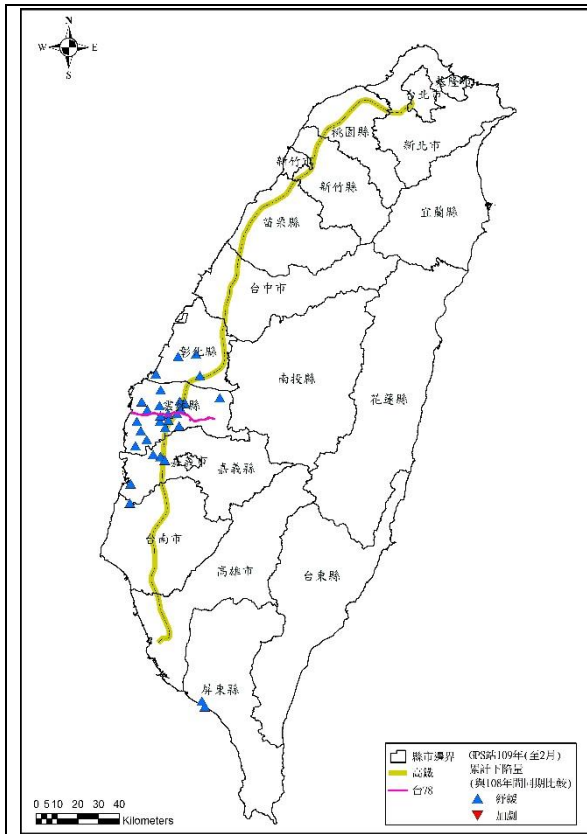 N
W E
S
基隆市
台北市
桃園縣
新北市
新竹市
新竹縣
宜蘭縣
苗栗縣
台中市
彰化縣
南投縣
花蓮縣
雲林縣
嘉義市
嘉義縣
台南市
高雄市
台東縣
屏東縣
縣市邊界
高鐵
台78
GPS站109年(至2月)
累計下陷量
(與108年間同期比較)
紓緩
加劇
0 5 10 20 30 40
Kilometers